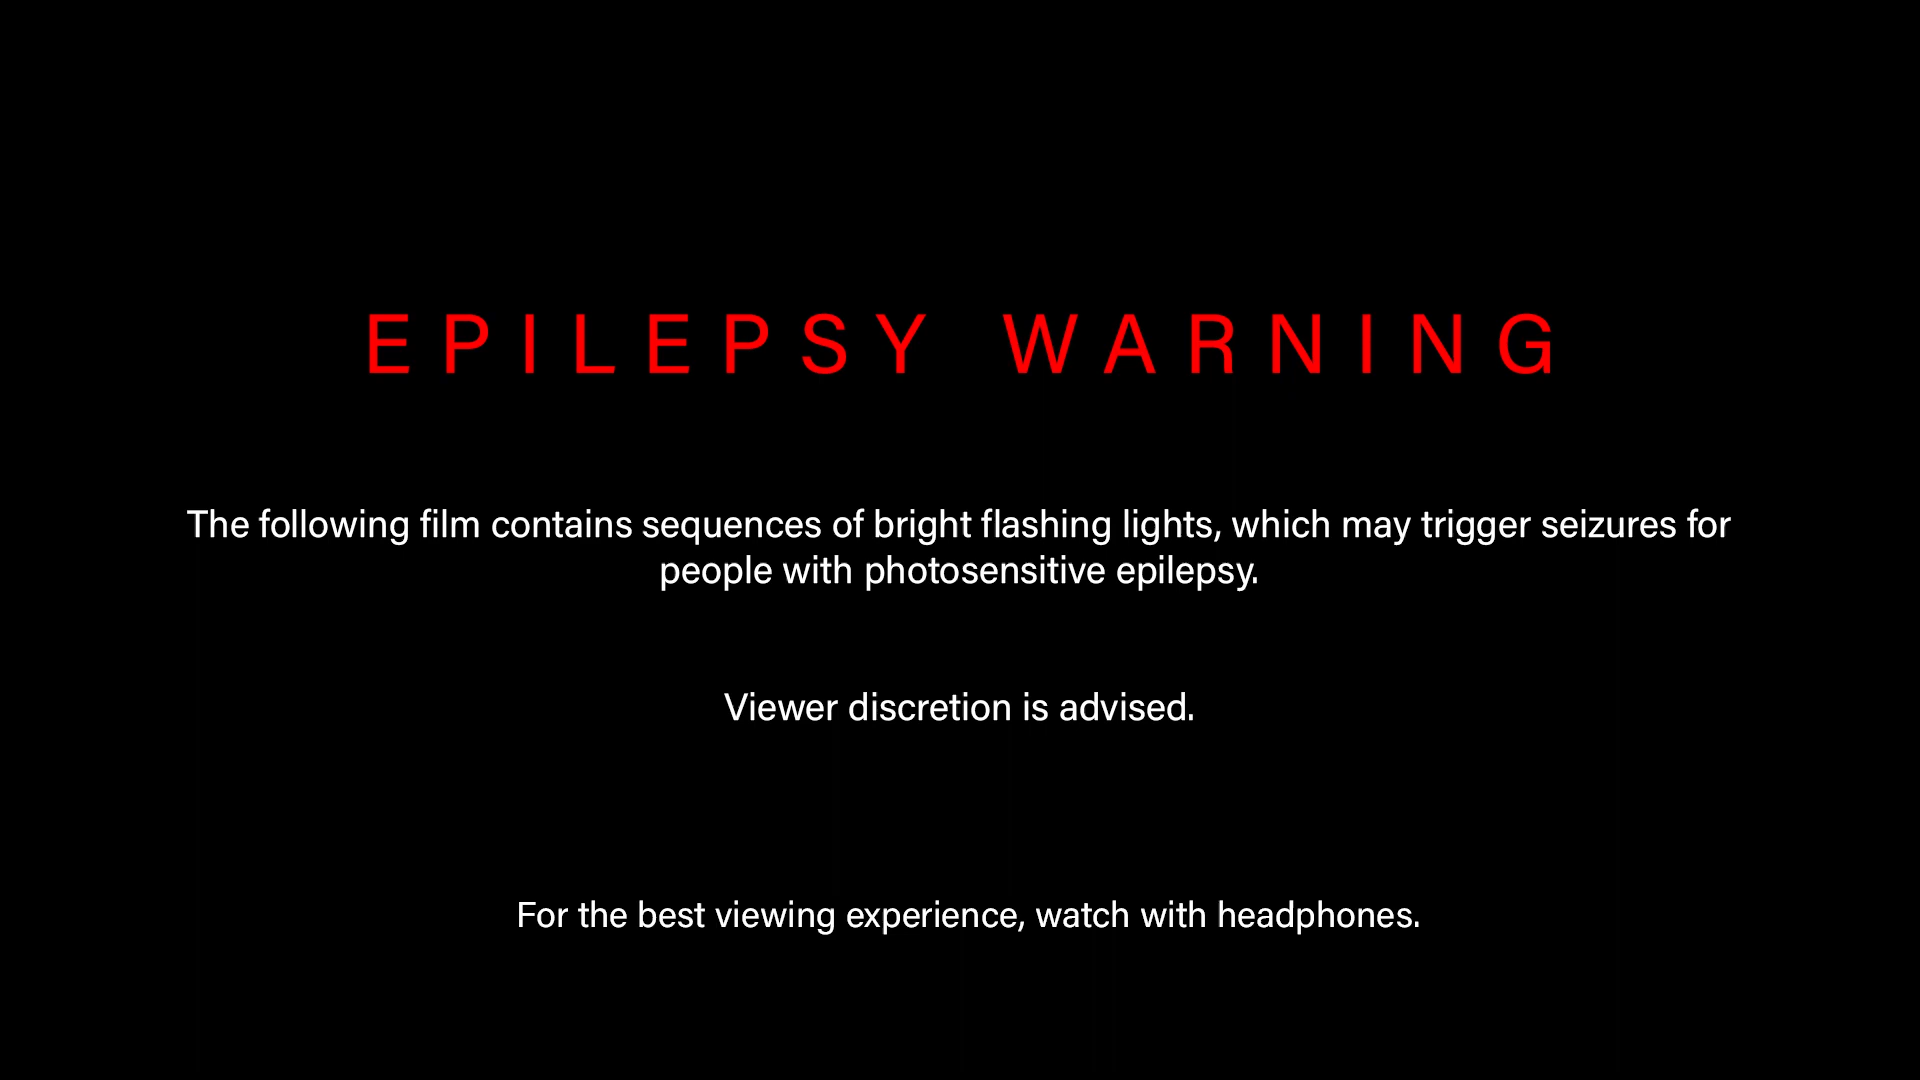 EPILEPSY WARNING
The following film contains sequences of bright flashing lights, which may trigger seizures for
people with photosensitive epilepsy.
Viewer discretion is advised.
For the best viewing experience, watch with headphones.